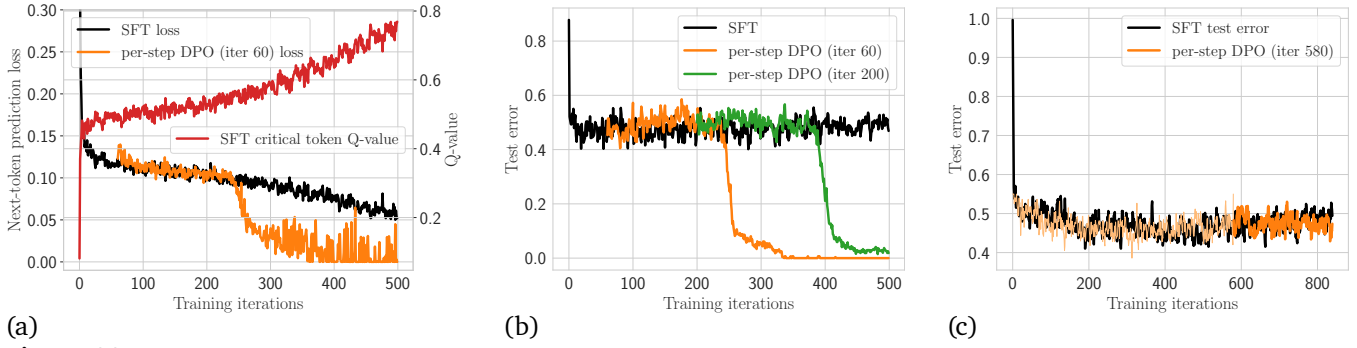 0.30
0.25
0.20
0.15
0.10
0.05
0.00
Next-token prediction loss
SFT loss
per-step DPO (iter 60) loss
SFT critical token Q-value
0.8
0.6
0.4
0.2
Q-value
0 100 200 300 400 500
Training iterations
(a)
0.8
0.6
0.4
0.2
0.0
Test error
SFT
per-step DPO (iter 60)
per-step DPO (iter 200)
0 100 200 300 400 500
Training iterations
(b)
1.0
0.9
0.8
0.7
0.6
0.5
0.4
Test error
SFT test error
per-step DPO (iter 580)
0 200 400 600 800
Training iterations
(c)